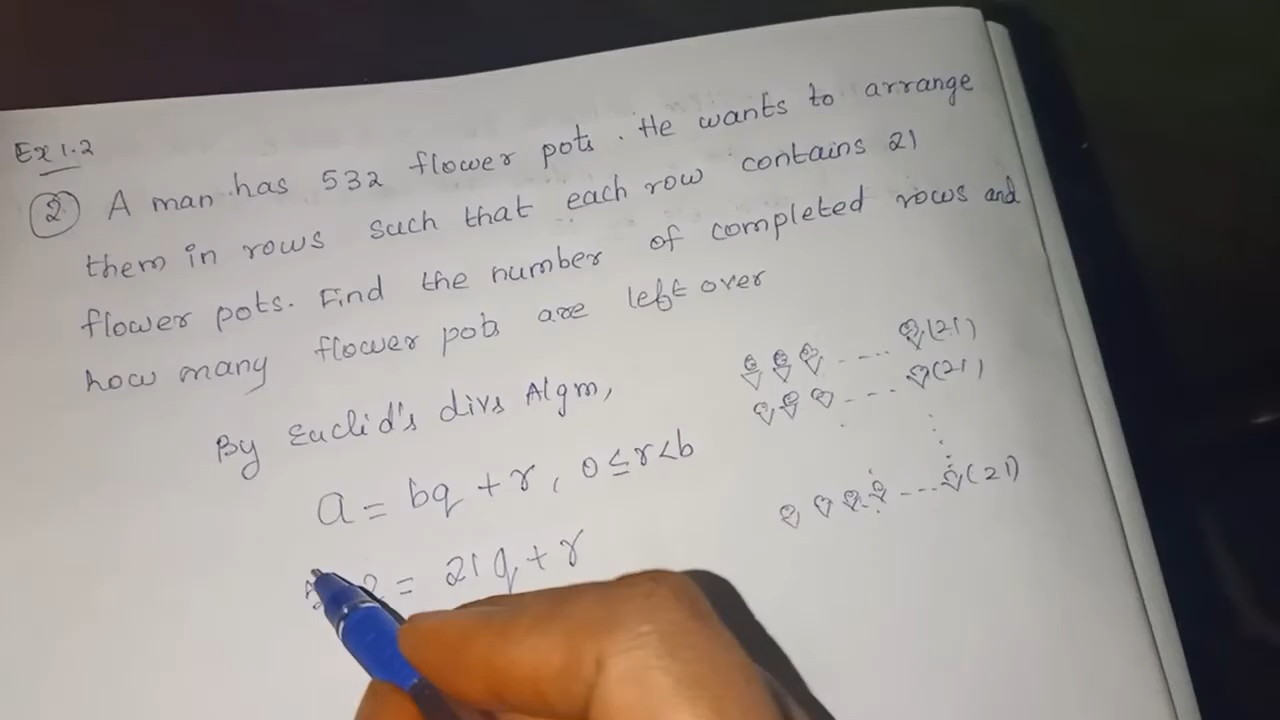 Ex 1.2
② A man has 532 flower pots. He wants to arrange
them in rows such that each row contains 21
flower pots. Find the number of completed rows and
how many flower pots are left over
By Euclid's divs Algm,
a = bq + r, 0 ≤ r < b
2 = 21q + r
.... (21)
---- (21)
---- (21)